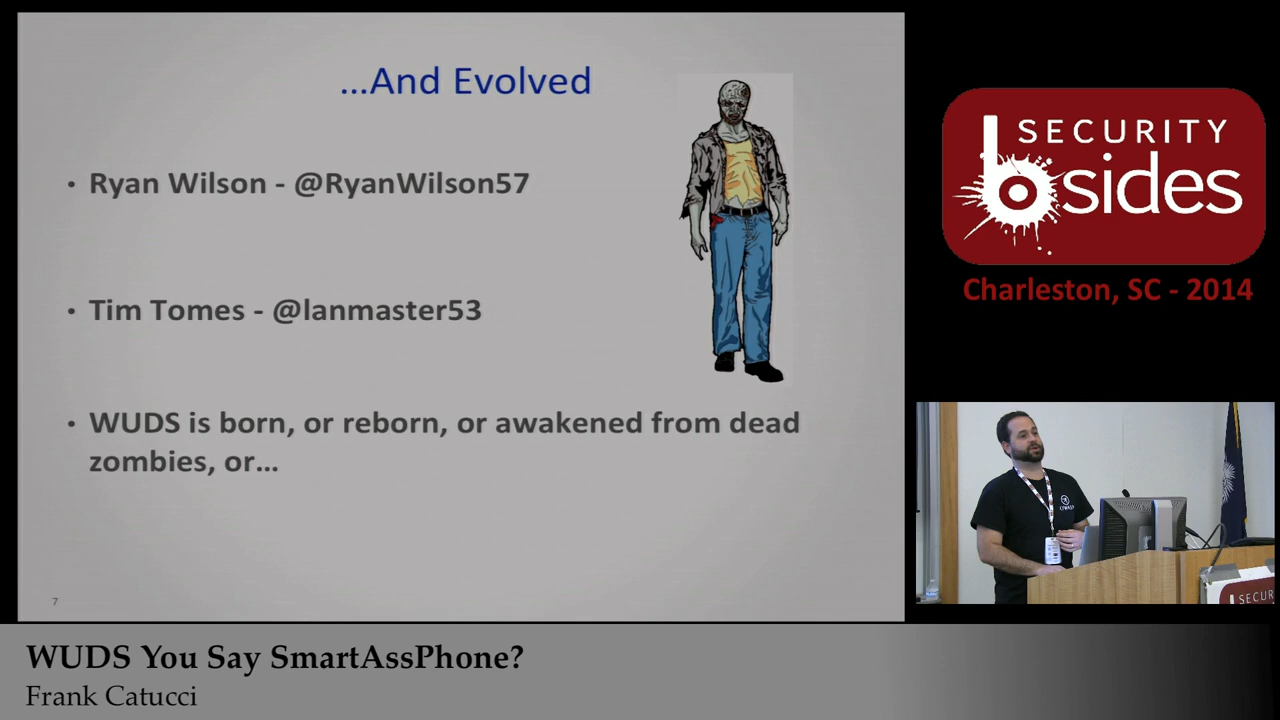 ...And Evolved
• Ryan Wilson - @RyanWilson57
• Tim Tomes - @lanmaster53
• WUDS is born, or reborn, or awakened from dead
zombies, or...
7
SECURITY
bsides
Charleston, SC - 2014
SECUR
WUDS You Say SmartAssPhone?
Frank Catucci